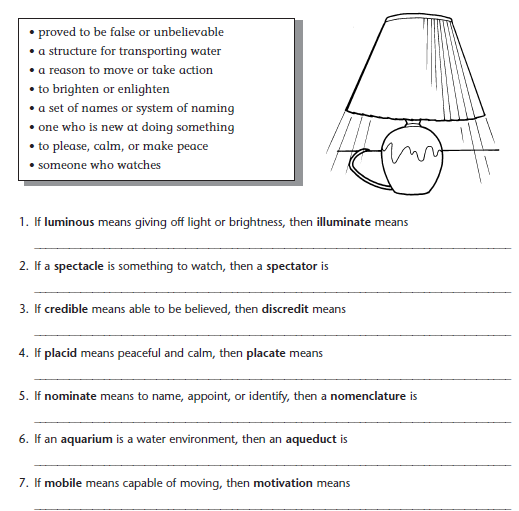 • proved to be false or unbelievable
• a structure for transporting water
• a reason to move or take action
• to brighten or enlighten
• a set of names or system of naming
• one who is new at doing something
• to please, calm, or make peace
• someone who watches
1. If luminous means giving off light or brightness, then illuminate means
2. If a spectacle is something to watch, then a spectator is
3. If credible means able to be believed, then discredit means
4. If placid means peaceful and calm, then placate means
5. If nominate means to name, appoint, or identify, then a nomenclature is
6. If an aquarium is a water environment, then an aqueduct is
7. If mobile means capable of moving, then motivation means